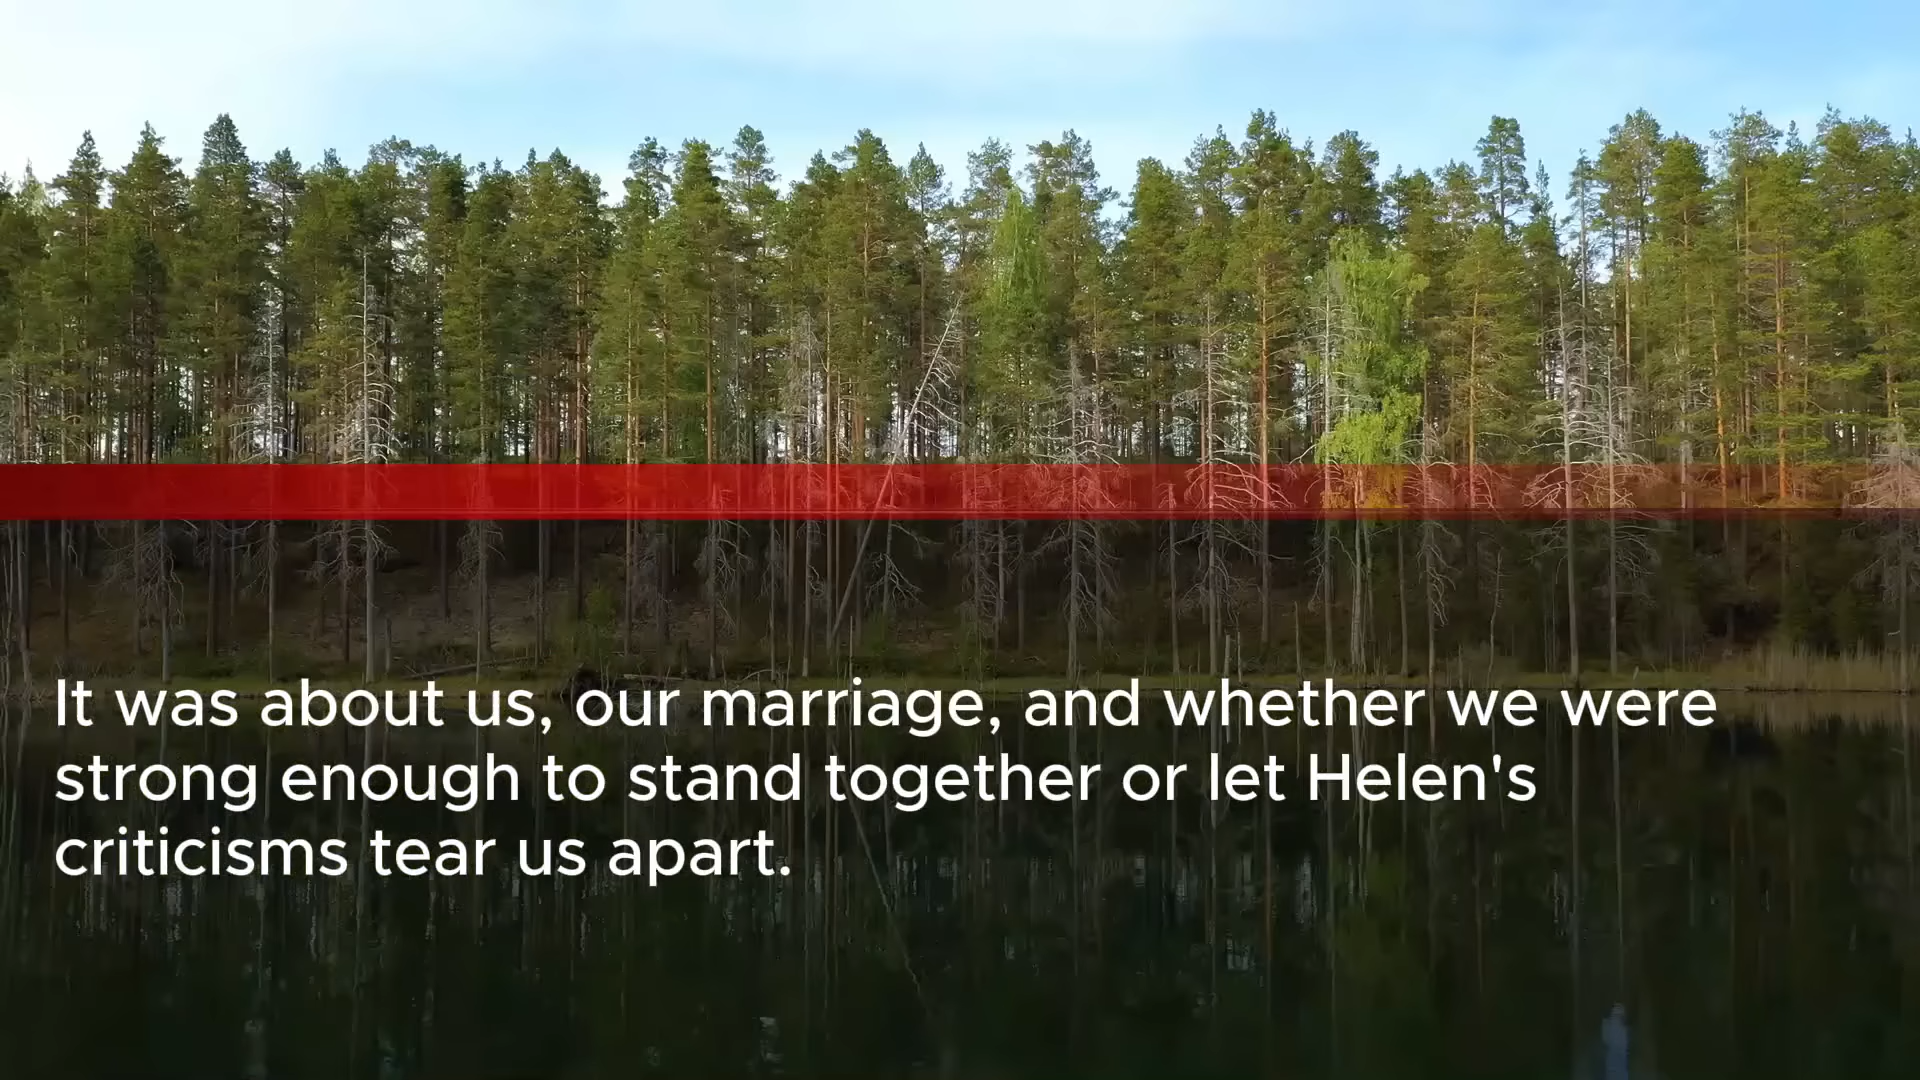 It was about us, our marriage, and whether we were
strong enough to stand together or let Helen's
criticisms tear us apart.